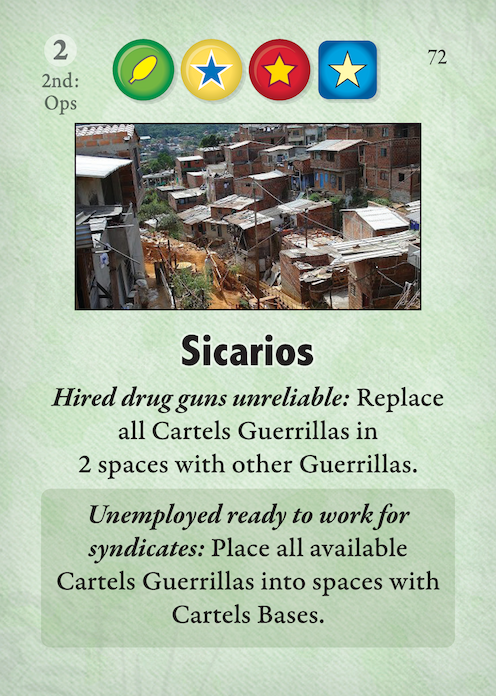 2
2nd:
Ops
72
Sicarios
Hired drug guns unreliable: Replace
all Cartels Guerrillas in
2 spaces with other Guerrillas.
Unemployed ready to work for
syndicates: Place all available
Cartels Guerrillas into spaces with
Cartels Bases.